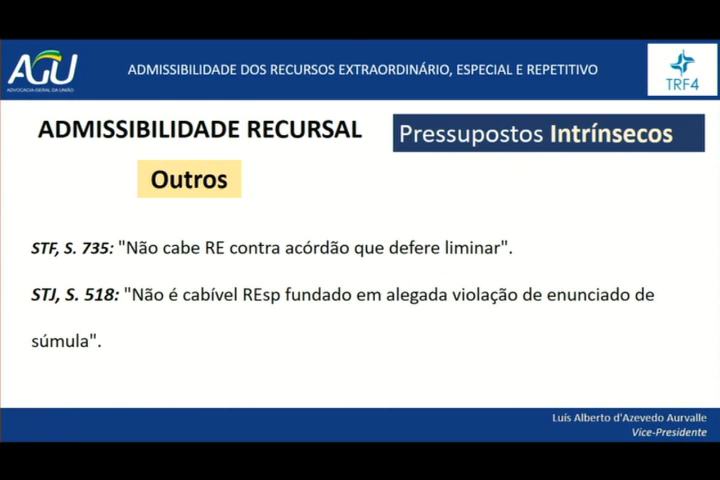 AGU
ADVOCACIA-GERAL DA UNIÃO
ADMISSIBILIDADE DOS RECURSOS EXTRAORDINÁRIO, ESPECIAL E REPETITIVO
TRF4
ADMISSIBILIDADE RECURSAL
Pressupostos Intrínsecos
Outros
STF, S. 735: "Não cabe RE contra acórdão que defere liminar".
STJ, S. 518: "Não é cabível REsp fundado em alegada violação de enunciado de
súmula".
Luís Alberto d'Azevedo Aurvalle
Vice-Presidente